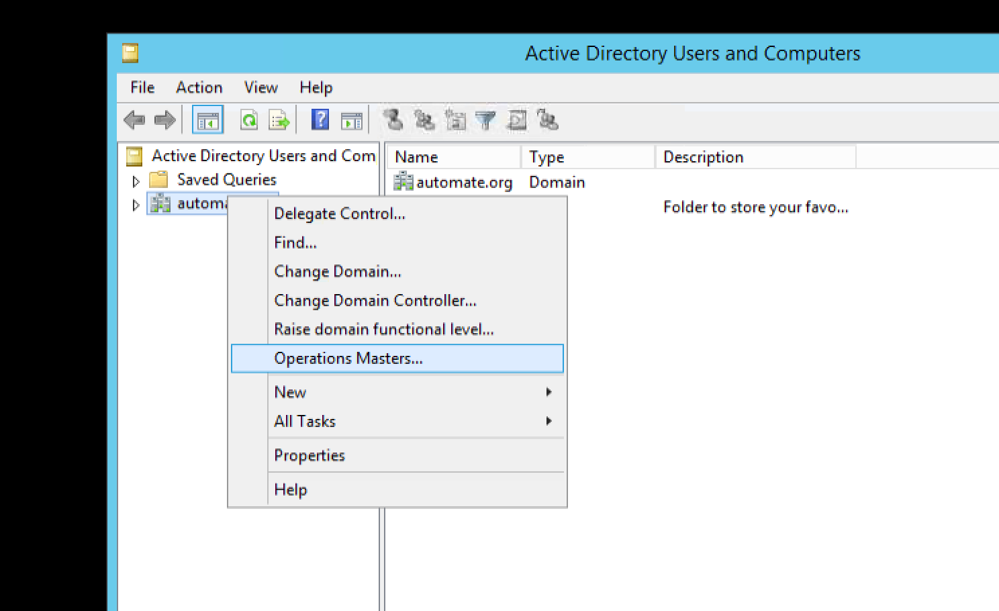 Active Directory Users and Computers
File Action View Help
Active Directory Users and Com
Name Type Description
Saved Queries
automate.org Domain
automa
Folder to store your favo...
Delegate Control...
Find...
Change Domain...
Change Domain Controller...
Raise domain functional level...
Operations Masters...
New
All Tasks
Properties
Help